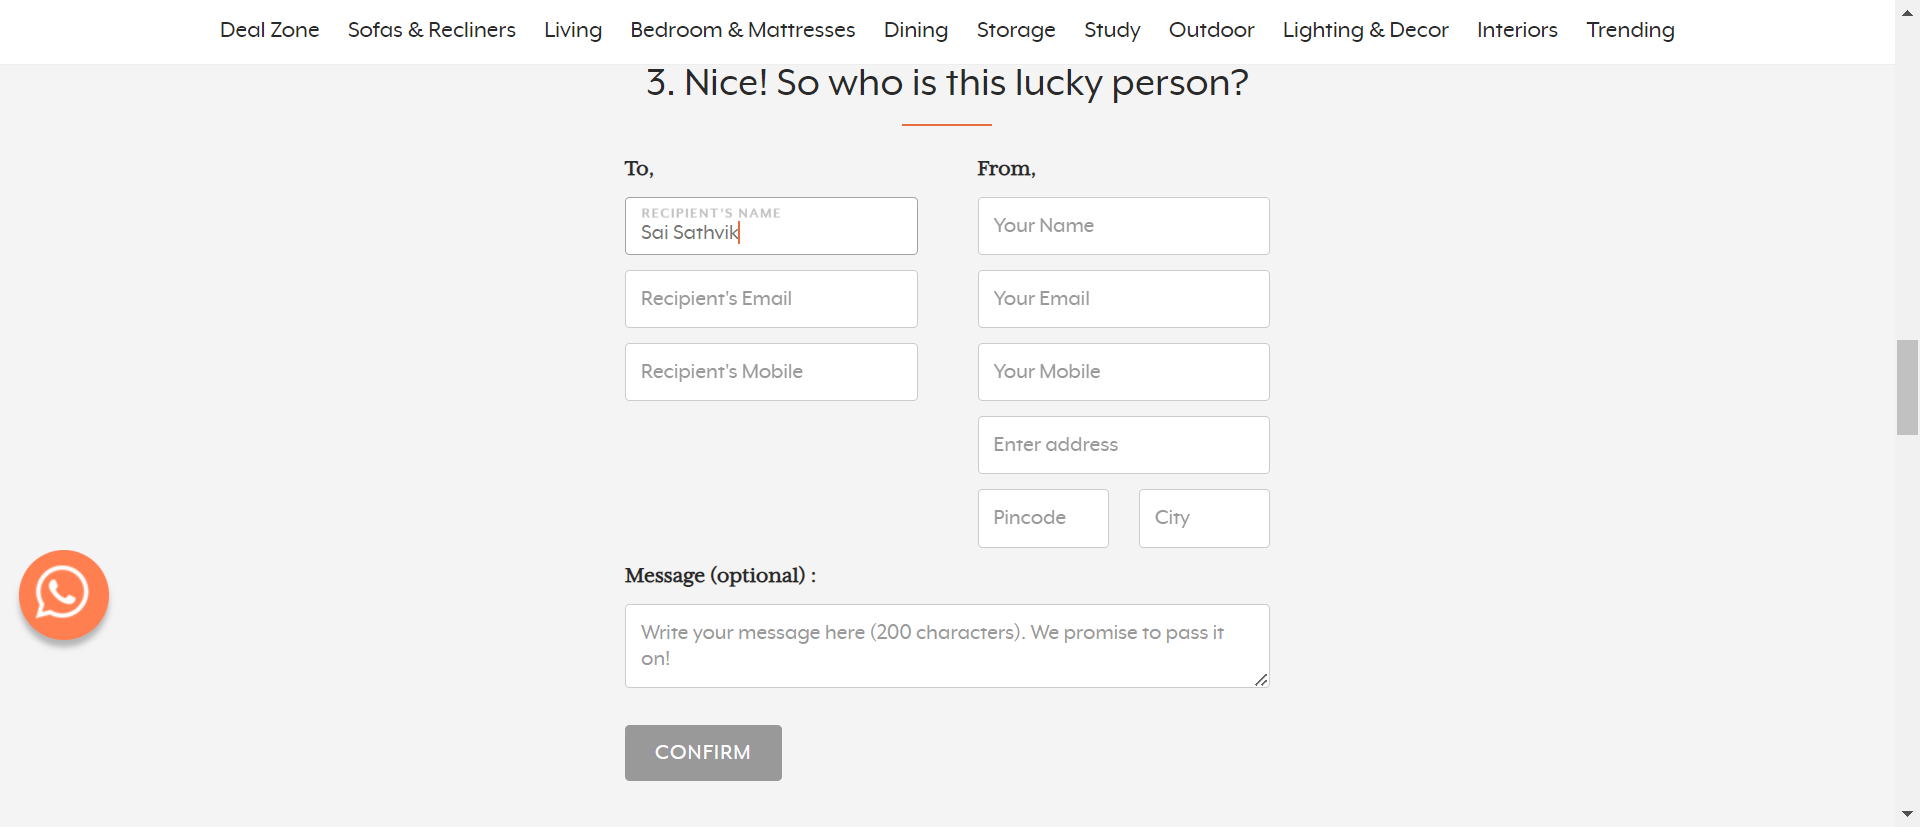 Deal Zone Sofas & Recliners Living Bedroom & Mattresses Dining Storage Study Outdoor Lighting & Decor Interiors Trending
3. Nice! So who is this lucky person?
To,
RECIPIENT'S NAME
Sai Sathvik
Recipient's Email
Recipient's Mobile
From,
Your Name
Your Email
Your Mobile
Enter address
Pincode City
Message (optional) :
Write your message here (200 characters). We promise to pass it
on!
CONFIRM